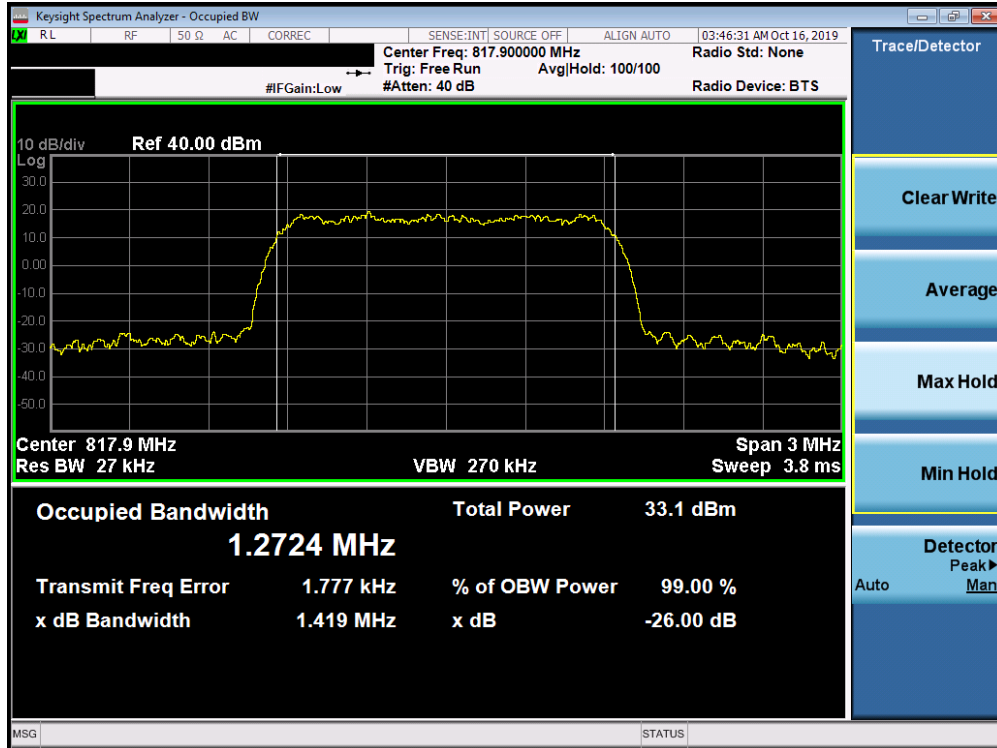 Keysight Spectrum Analyzer - Occupied BW
LXI RL RF 50 Ω AC CORREC SENSE:INT SOURCE OFF ALIGN AUTO 03:46:31 AM Oct 16, 2019
Center Freq: 817.900000 MHz Radio Std: None
Trig: Free Run Avg|Hold: 100/100
#IFGain:Low #Atten: 40 dB Radio Device: BTS
10 dB/div Ref 40.00 dBm
Log
30.0
20.0
10.0
0.00
-10.0
-20.0
-30.0
-40.0
-50.0
Center 817.9 MHz Span 3 MHz
Res BW 27 kHz VBW 270 kHz Sweep 3.8 ms
Occupied Bandwidth Total Power 33.1 dBm
1.2724 MHz
Transmit Freq Error 1.777 kHz % of OBW Power 99.00 %
x dB Bandwidth 1.419 MHz x dB -26.00 dB
MSG STATUS
Trace/Detector
Clear Write
Average
Max Hold
Min Hold
Detector
Peak
Auto Man